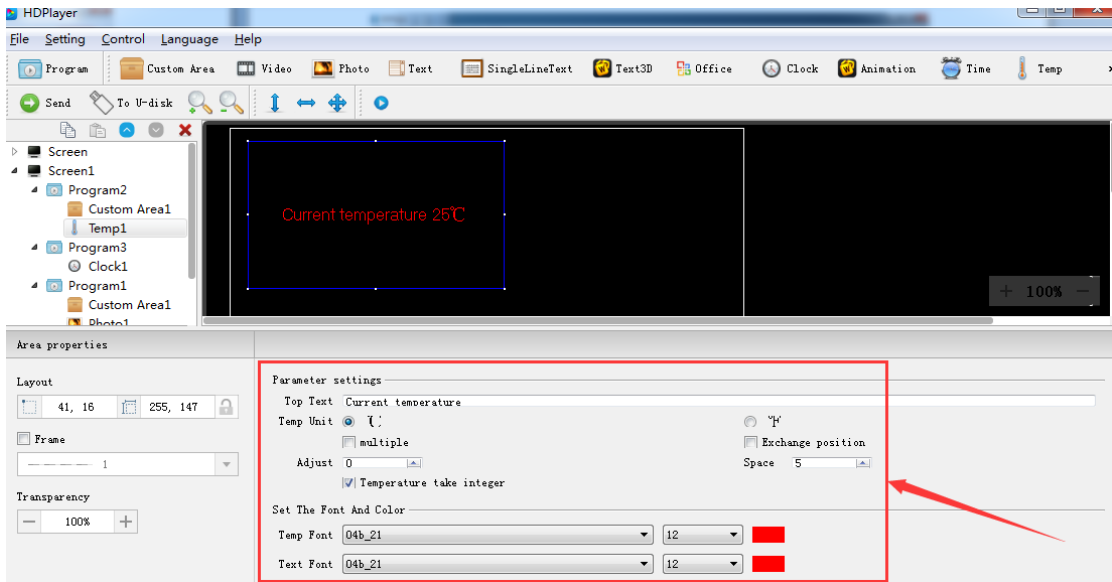 HDPlayer
File Setting Control Language Help
Program Custom Area Video Photo Text SingleLineText Text3D Office Clock Animation Time Temp
Send To U-disk
Screen
Screen1
Program2
Custom Area1
Temp1
Program3
Clock1
Program1
Custom Area1
Photo1
Current temperature 26℃
+ 100% −
Area properties
Layout
41, 16 255, 147
Frame
1
Transparency
— 100% +
Parameter settings
Top Text Current temperature
Temp Unit ℃ ℉
multiple Exchange position
Adjust 0 Space 5
Temperature take integer
Set The Font And Color
Temp Font 04b_21 12
Text Font 04b_21 12